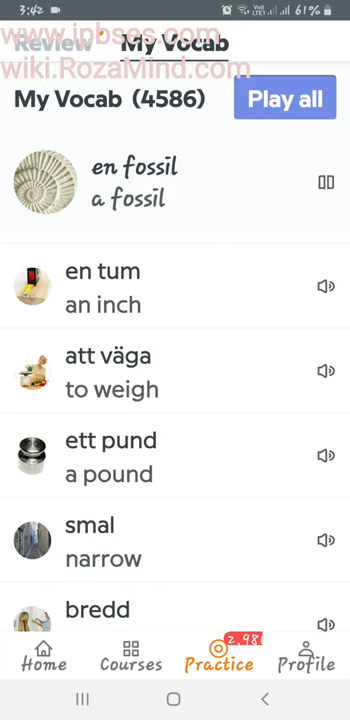 3:42
VoI)
LTE1
61%
www.ipbses.com
Review My Vocab
wiki.RozaMind.com
My Vocab (4586) Play all
en fossil
a fossil
en tum
an inch
att väga
to weigh
ett pund
a pound
smal
narrow
bredd
2,98
Home Courses Practice Profile